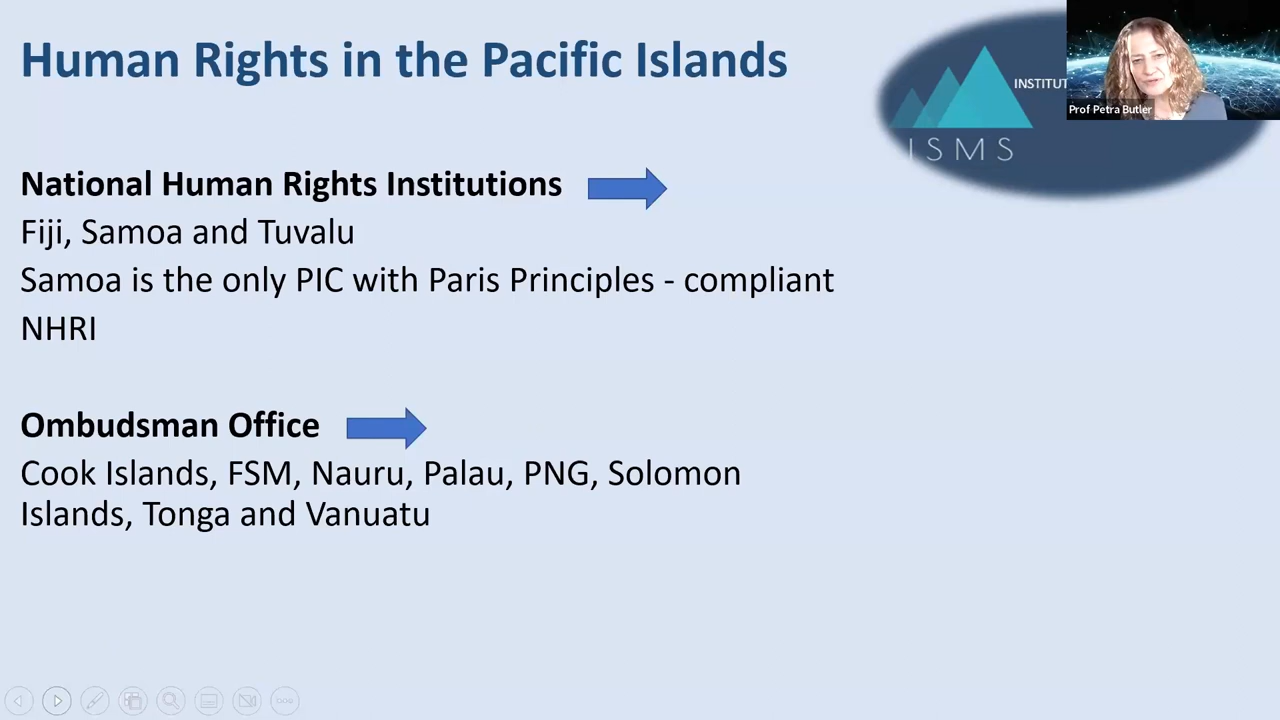 Human Rights in the Pacific Islands
INSTITUT
Prof Petra Butler
ISMS
National Human Rights Institutions
Fiji, Samoa and Tuvalu
Samoa is the only PIC with Paris Principles - compliant
NHRI
Ombudsman Office
Cook Islands, FSM, Nauru, Palau, PNG, Solomon
Islands, Tonga and Vanuatu